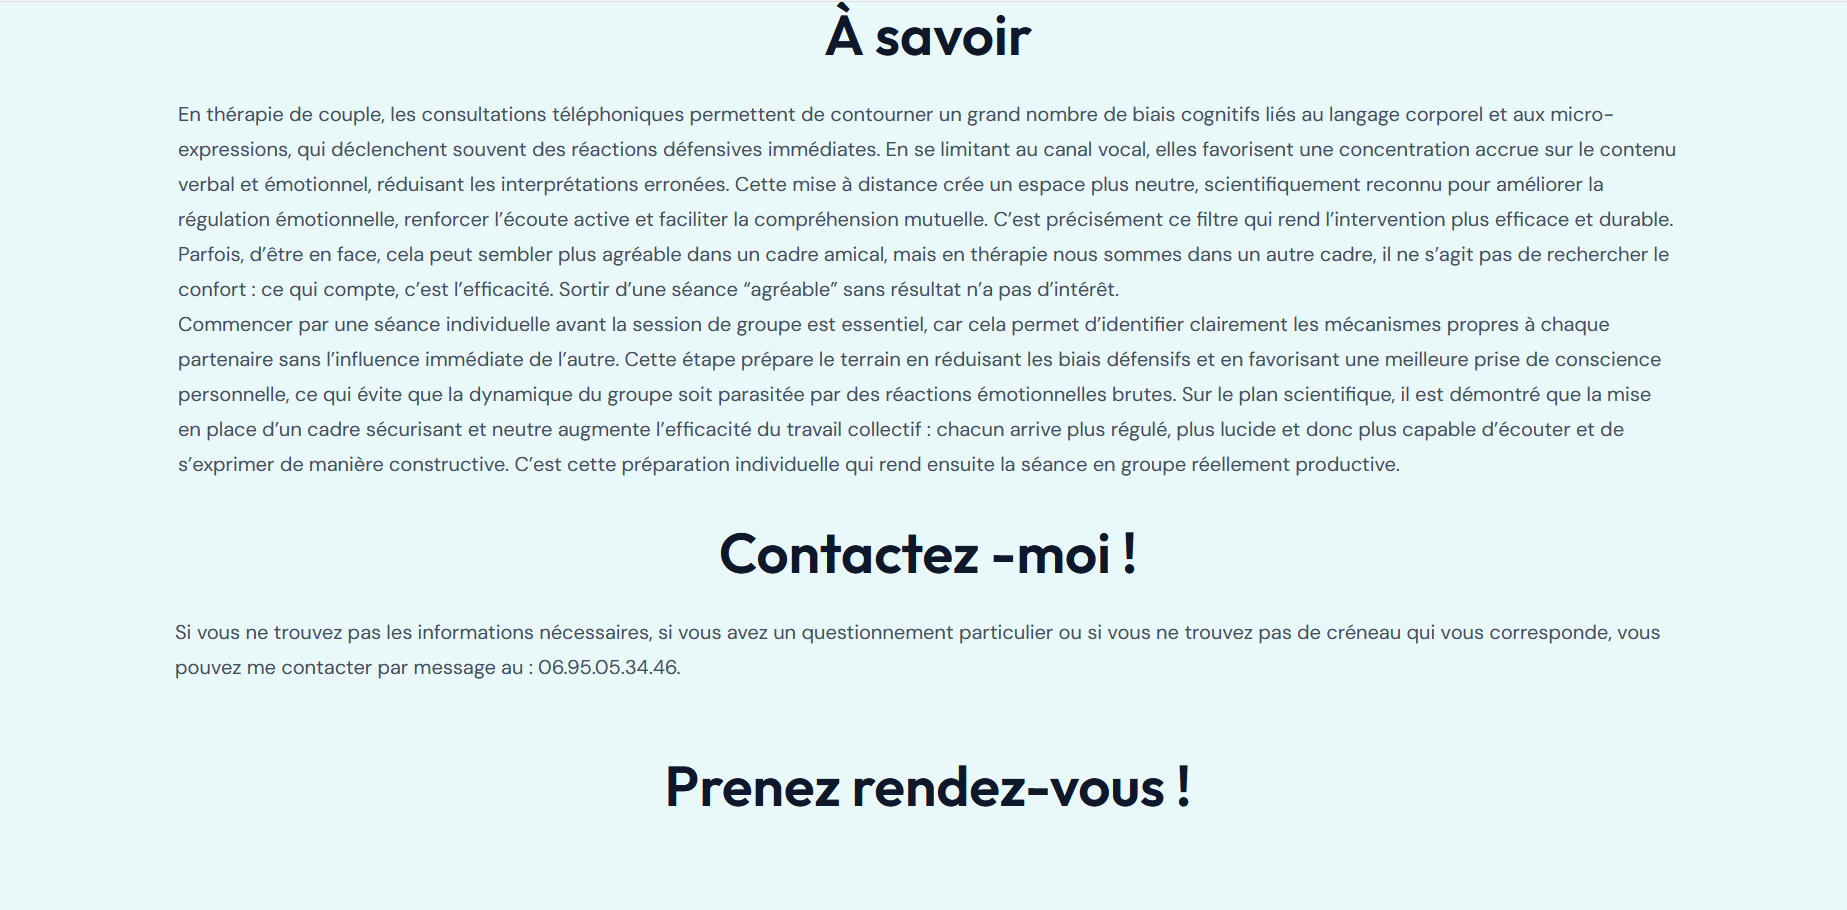 À savoir
En thérapie de couple, les consultations téléphoniques permettent de contourner un grand nombre de biais cognitifs liés au langage corporel et aux micro-
expressions, qui déclenchent souvent des réactions défensives immédiates. En se limitant au canal vocal, elles favorisent une concentration accrue sur le contenu
verbal et émotionnel, réduisant les interprétations erronées. Cette mise à distance crée un espace plus neutre, scientifiquement reconnu pour améliorer la
régulation émotionnelle, renforcer l’écoute active et faciliter la compréhension mutuelle. C’est précisément ce filtre qui rend l’intervention plus efficace et durable.
Parfois, d’être en face, cela peut sembler plus agréable dans un cadre amical, mais en thérapie nous sommes dans un autre cadre, il ne s’agit pas de rechercher le
confort : ce qui compte, c’est l’efficacité. Sortir d’une séance “agréable” sans résultat n’a pas d’intérêt.
Commencer par une séance individuelle avant la session de groupe est essentiel, car cela permet d’identifier clairement les mécanismes propres à chaque
partenaire sans l’influence immédiate de l’autre. Cette étape prépare le terrain en réduisant les biais défensifs et en favorisant une meilleure prise de conscience
personnelle, ce qui évite que la dynamique du groupe soit parasitée par des réactions émotionnelles brutes. Sur le plan scientifique, il est démontré que la mise
en place d’un cadre sécurisant et neutre augmente l’efficacité du travail collectif : chacun arrive plus régulé, plus lucide et donc plus capable d’écouter et de
s’exprimer de manière constructive. C’est cette préparation individuelle qui rend ensuite la séance en groupe réellement productive.
Contactez -moi !
Si vous ne trouvez pas les informations nécessaires, si vous avez un questionnement particulier ou si vous ne trouvez pas de créneau qui vous corresponde, vous
pouvez me contacter par message au : 06.95.05.34.46.
Prenez rendez-vous !